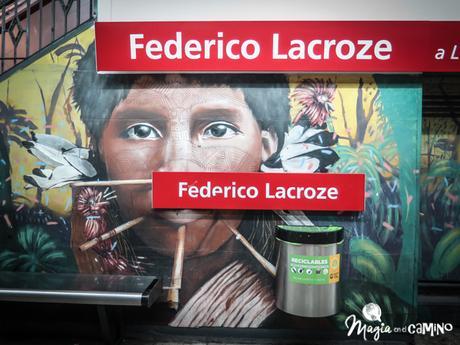 Federico Lacroze
a L
Federico Lacroze
RECICLABLES
Magia en el CAMINO